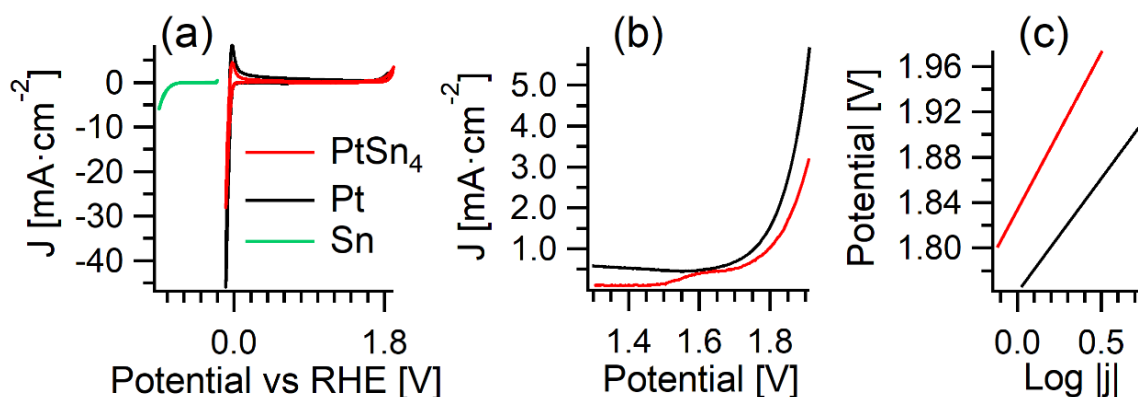 (a)
J [mA·cm⁻²]
0
-10
-20
-30
-40
PtSn₄
Pt
Sn
0.0
1.8
Potential vs RHE [V]
(b)
J [mA·cm⁻²]
5.0
4.0
3.0
2.0
1.0
1.4
1.6
1.8
Potential [V]
(c)
Potential [V]
1.96
1.92
1.88
1.84
1.80
0.0
0.5
Log |j|